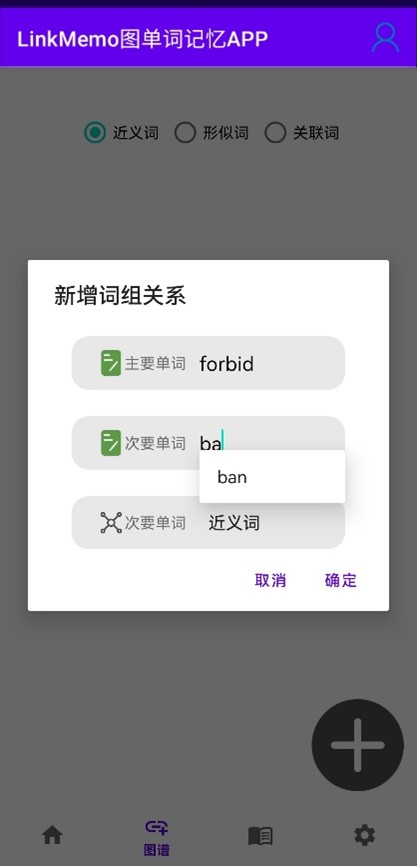 LinkMemo图单词记忆APP
近义词 形似词 关联词
新增词组关系
主要单词 forbid
次要单词 ba
ban
次要单词 近义词
取消 确定
图谱